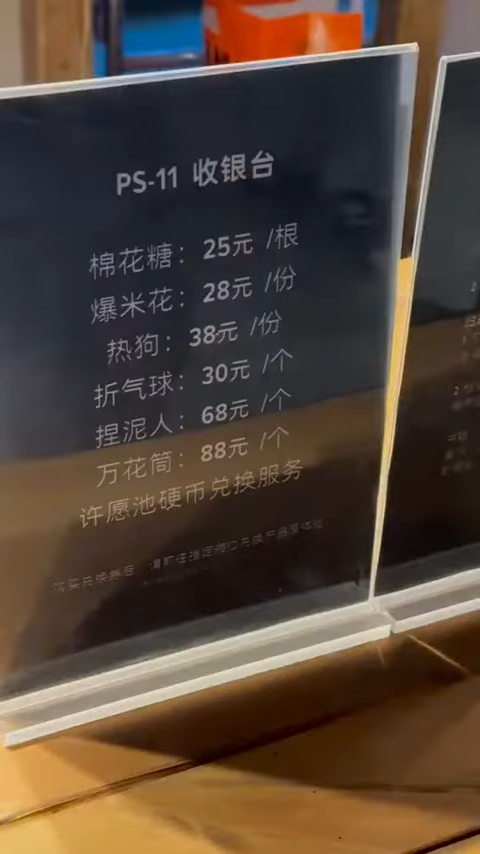 PS-11 收银台
棉花糖：25元 /根
爆米花：28元 /份
热狗：38元 /份
折气球：30元 /个
捏泥人：68元 /个
万花筒：88元 /个
许愿池硬币兑换服务